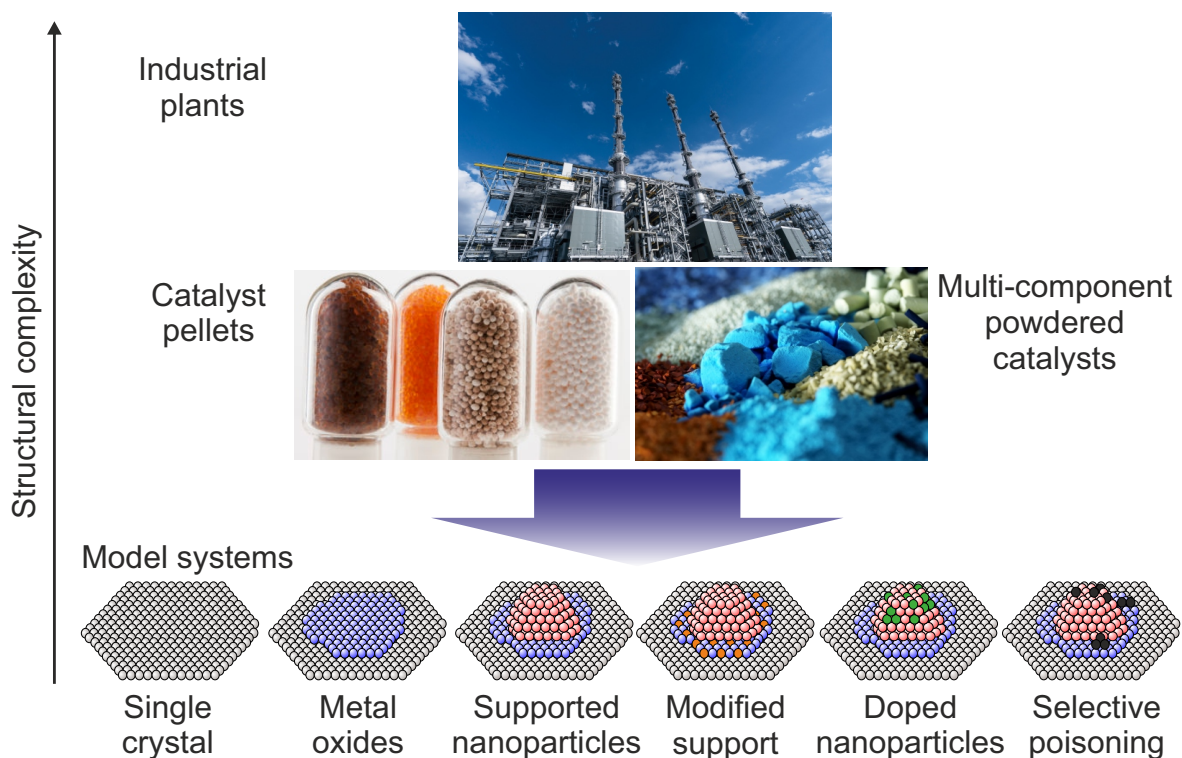 Industrial
plants
Structural complexity
Catalyst
pellets
Multi-component
powdered
catalysts
Model systems
Single
crystal
Metal
oxides
Supported
nanoparticles
Modified
support
Doped
nanoparticles
Selective
poisoning